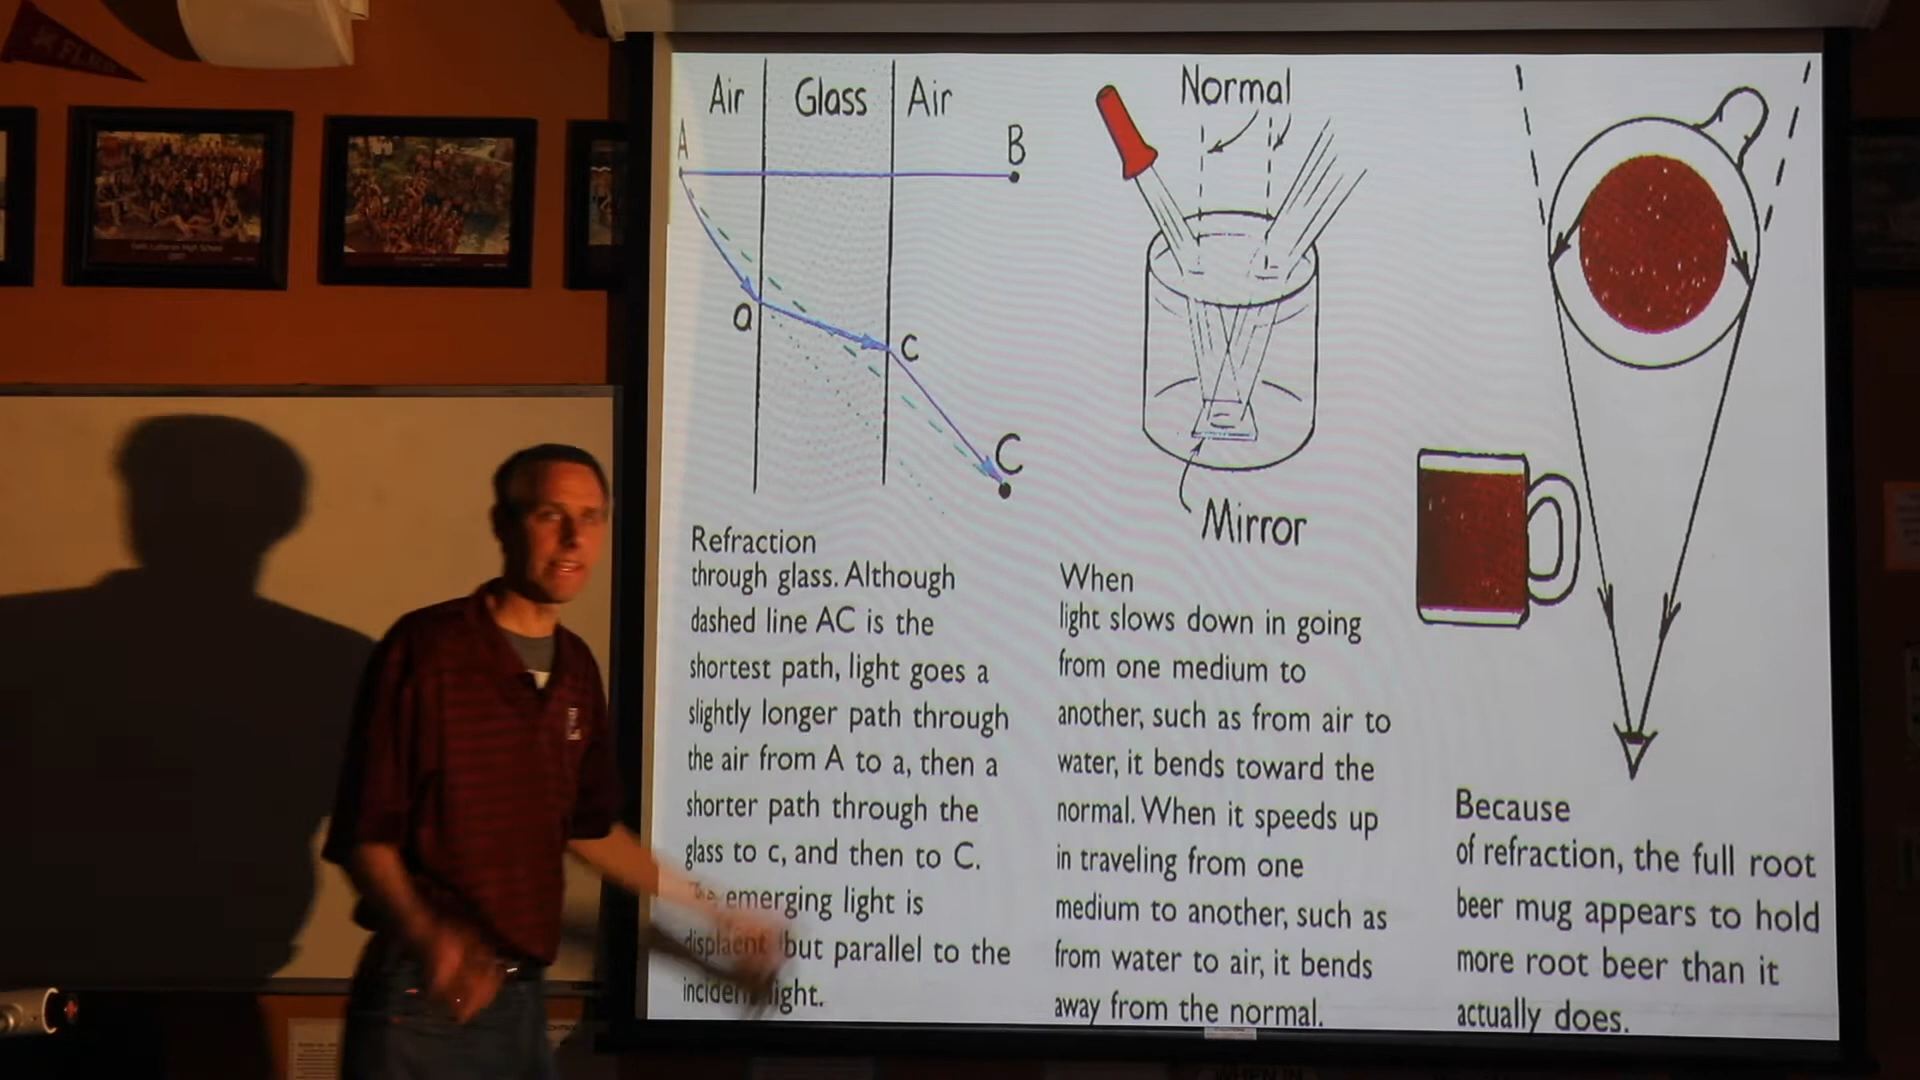 Air
Glass
Air
A
B
a
c
C
Refraction
through glass. Although
dashed line AC is the
shortest path, light goes a
slightly longer path through
the air from A to a, then a
shorter path through the
glass to c, and then to C.
emerging light is
but parallel to the
light.
Normal
Mirror
When
light slows down in going
from one medium to
another, such as from air to
water, it bends toward the
normal. When it speeds up
in traveling from one
medium to another, such as
from water to air, it bends
away from the normal.
Because
of refraction, the full root
beer mug appears to hold
more root beer than it
actually does.